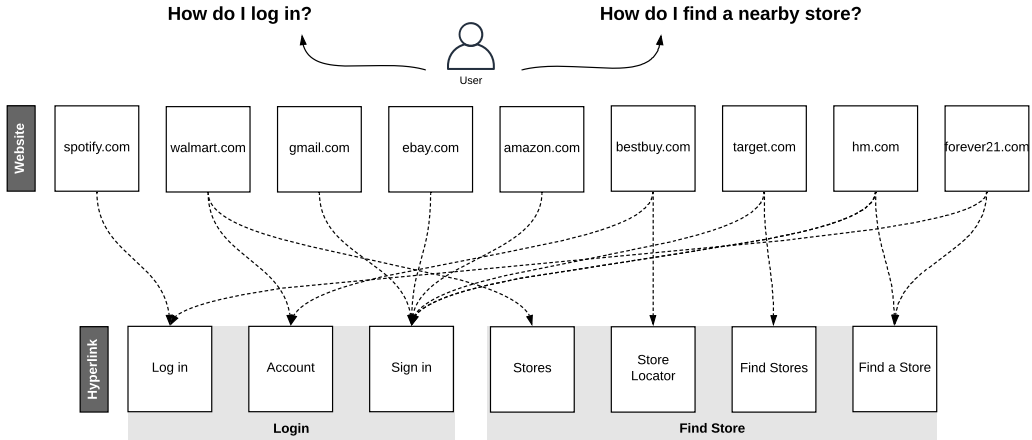 How do I log in?
How do I find a nearby store?
User
Website
spotify.com
walmart.com
gmail.com
ebay.com
amazon.com
bestbuy.com
target.com
hm.com
forever21.com
Hyperlink
Log in
Account
Sign in
Stores
Store
Locator
Find Stores
Find a Store
Login
Find Store